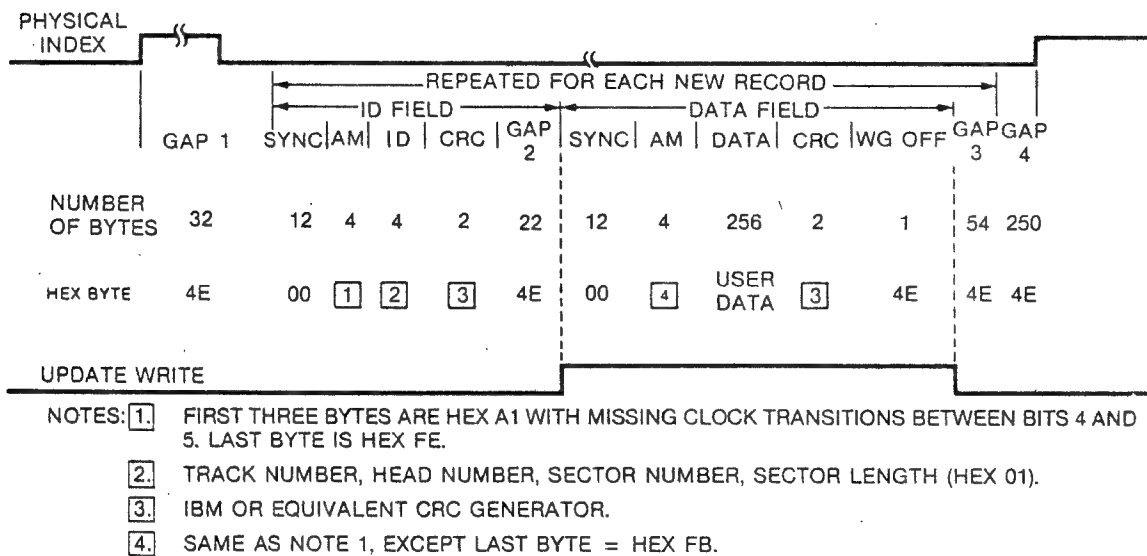 PHYSICAL
INDEX
REPEATED FOR EACH NEW RECORD
ID FIELD DATA FIELD
GAP 1 SYNC AM ID CRC GAP 2 SYNC AM DATA CRC WG OFF GAP 3 GAP 4
NUMBER
OF BYTES 32 12 4 4 2 22 12 4 256 2 1 54 250
HEX BYTE 4E 00 1 2 3 4E 00 4 USER DATA 3 4E 4E 4E
UPDATE WRITE
NOTES: 1. FIRST THREE BYTES ARE HEX A1 WITH MISSING CLOCK TRANSITIONS BETWEEN BITS 4 AND
5. LAST BYTE IS HEX FE.
2. TRACK NUMBER, HEAD NUMBER, SECTOR NUMBER, SECTOR LENGTH (HEX 01).
3. IBM OR EQUIVALENT CRC GENERATOR.
4. SAME AS NOTE 1, EXCEPT LAST BYTE = HEX FB.